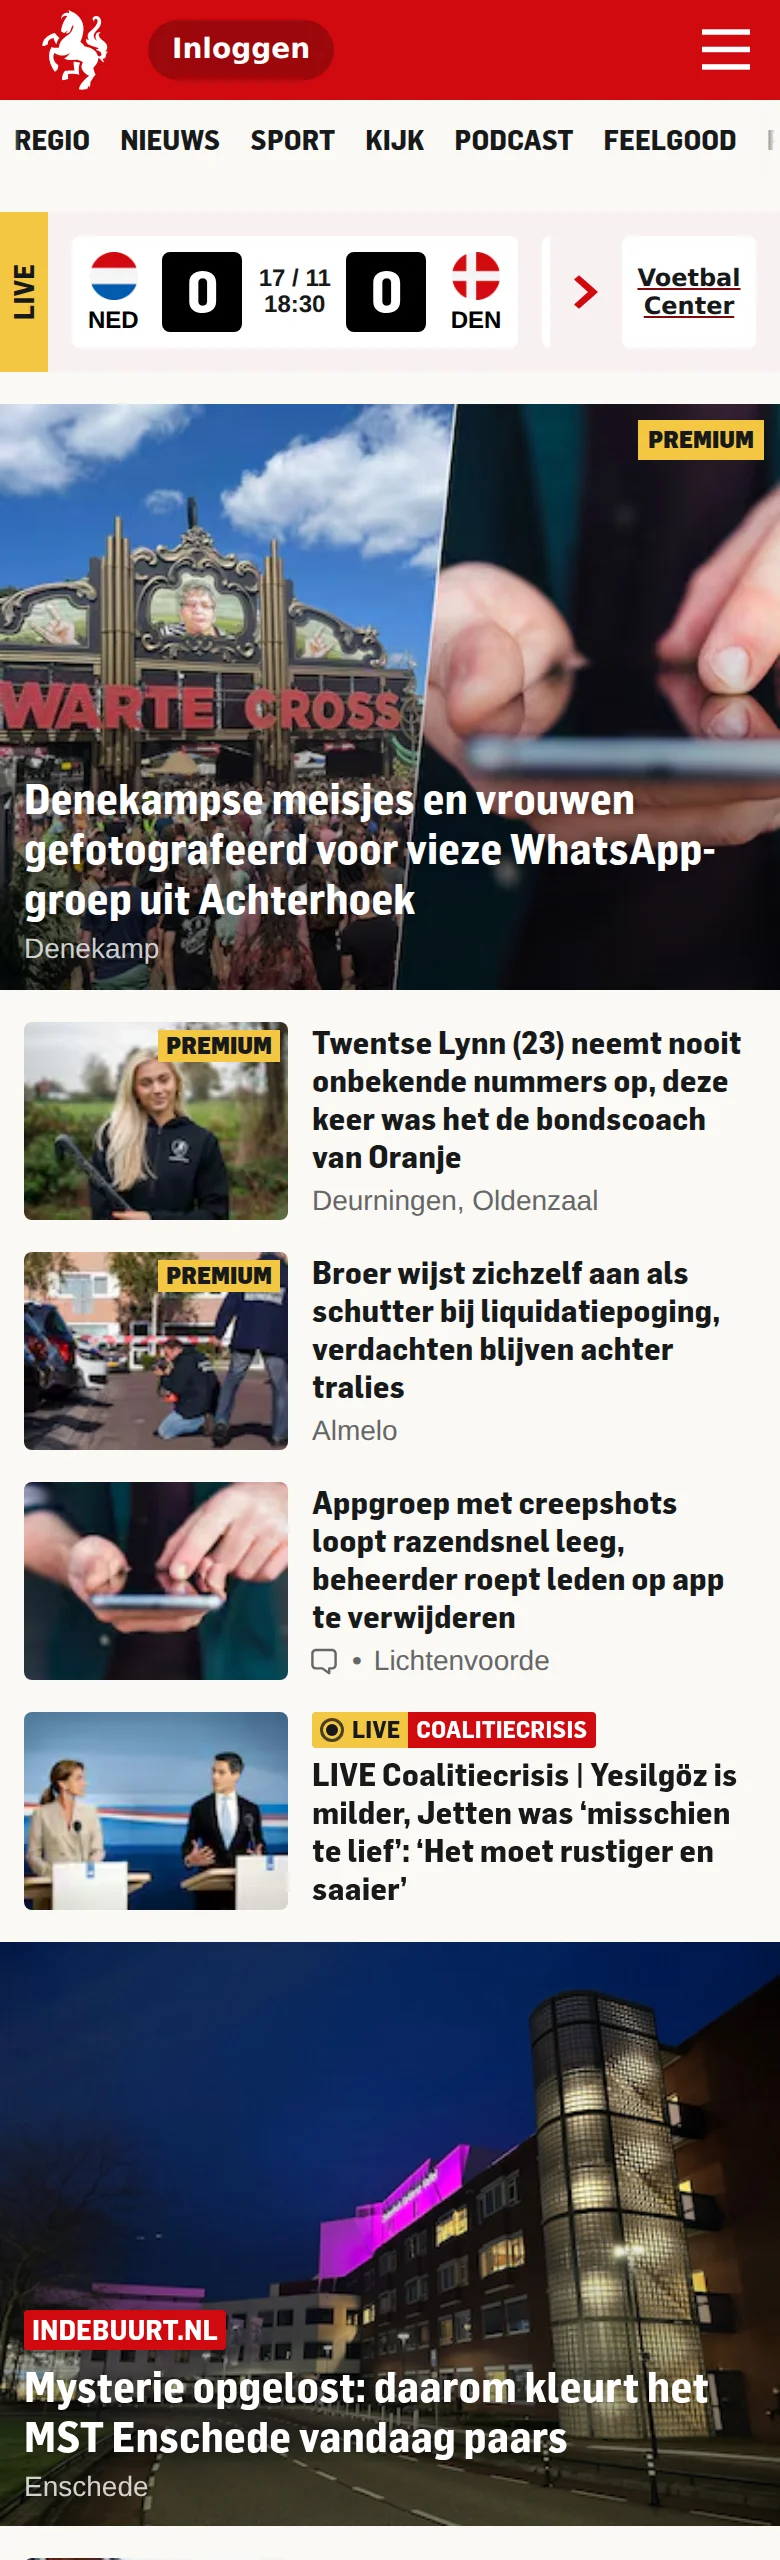 Inloggen
REGIO NIEUWS SPORT KIJK PODCAST FEELGOOD
LIVE
NED
0
17 / 11
18:30
0
DEN
Voetbal
Center
PREMIUM
WARTE CROSS
Denekampse meisjes en vrouwen
gefotografeerd voor vieze WhatsApp-
groep uit Achterhoek
Denekamp
PREMIUM
Twentse Lynn (23) neemt nooit
onbekende nummers op, deze
keer was het de bondscoach
van Oranje
Deurningen, Oldenzaal
PREMIUM
Broer wijst zichzelf aan als
schutter bij liquidatiepoging,
verdachten blijven achter
tralies
Almelo
Appgroep met creepshots
loopt razendsnel leeg,
beheerder roept leden op app
te verwijderen
• Lichtenvoorde
LIVE COALITIECRISIS
LIVE Coalitiecrisis | Yesilgöz is
milder, Jetten was ‘misschien
te lief’: ‘Het moet rustiger en
saaier’
INDEBUURT.NL
Mysterie opgelost: daarom kleurt het
MST Enschede vandaag paars
Enschede